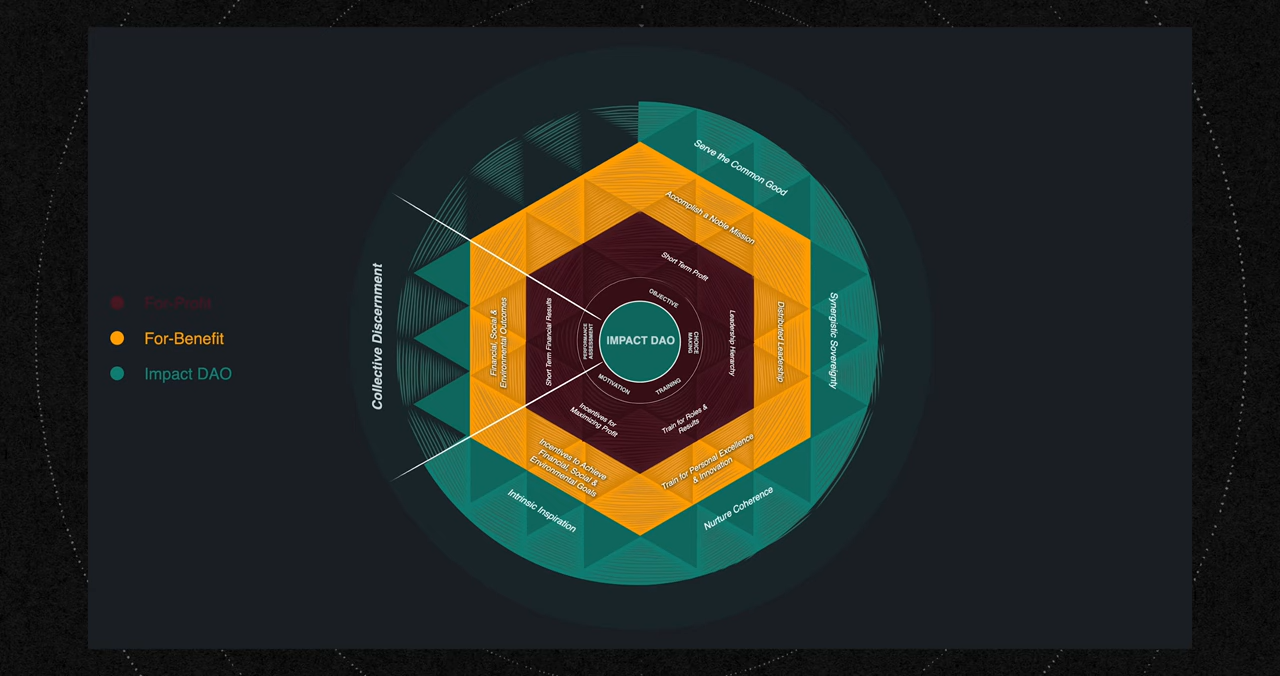 For-Profit
For-Benefit
Impact DAO
Collective Discernment
Serve the Common Good
Accomplish a Noble Mission
Short Term Profit
OBJECTIVE
Synergistic Sovereignty
Distributed Leadership
Leadership Hierarchy
CHOICE
MAKING
IMPACT DAO
PERFORMANCE
ASSESSMENT
Short Term Financial Results
Financial, Social &
Environmental Outcomes
MOTIVATION
TRAINING
Incentives for
Maximizing Profit
Train for Roles &
Results
Incentives to Achieve
Financial, Social &
Environmental Goals
Train for Personal Excellence
& Innovation
Intrinsic Inspiration
Nurture Coherence